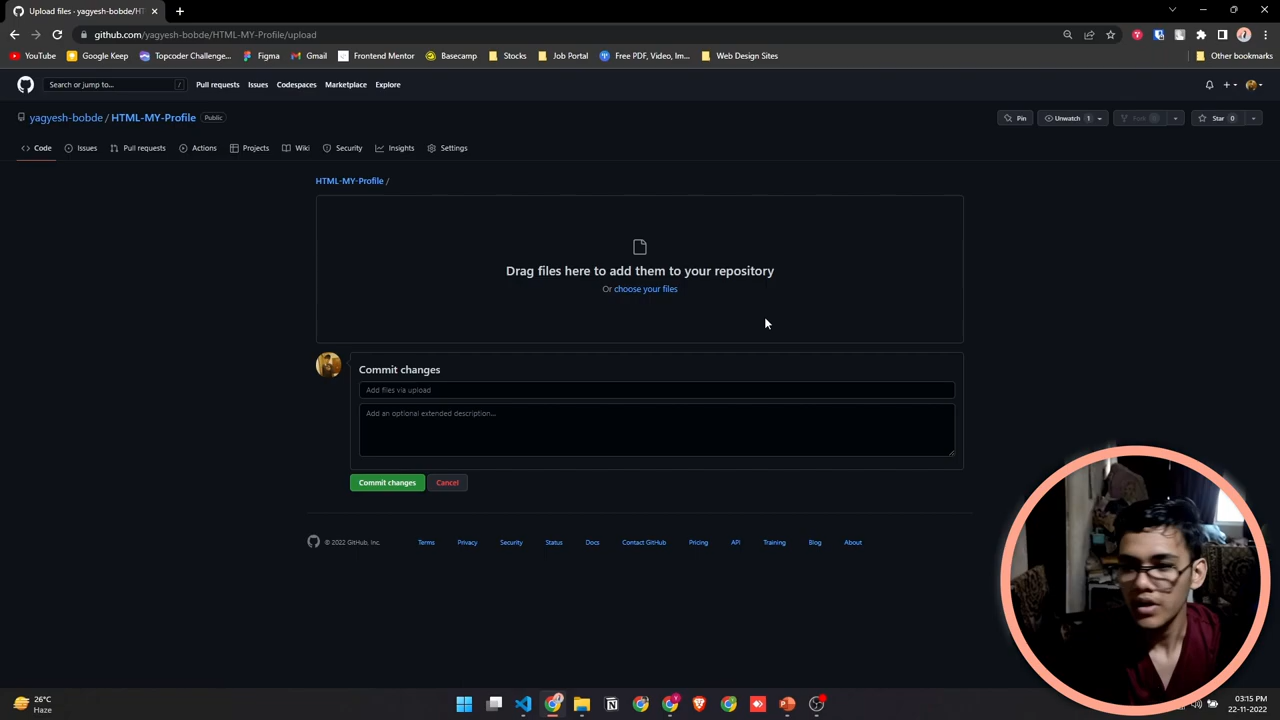 Upload files · yagyesh-bobde/HT
github.com/yagyesh-bobde/HTML-MY-Profile/upload
YouTube Google Keep Topcoder Challenge... Figma Gmail Frontend Mentor Basecamp Stocks Job Portal Free PDF, Video, Im... Web Design Sites Other bookmarks
Search or jump to... / Pull requests Issues Codespaces Marketplace Explore
yagyesh-bobde / HTML-MY-Profile Public Pin Unwatch 1 Fork 0 Star 0
Code Issues Pull requests Actions Projects Wiki Security Insights Settings
HTML-MY-Profile /
Drag files here to add them to your repository
Or choose your files
Commit changes
Add files via upload
Add an optional extended description...
Commit changes Cancel
© 2022 GitHub, Inc. Terms Privacy Security Status Docs Contact GitHub Pricing API Training Blog About
26°C
Haze
03:15 PM
22-11-2022